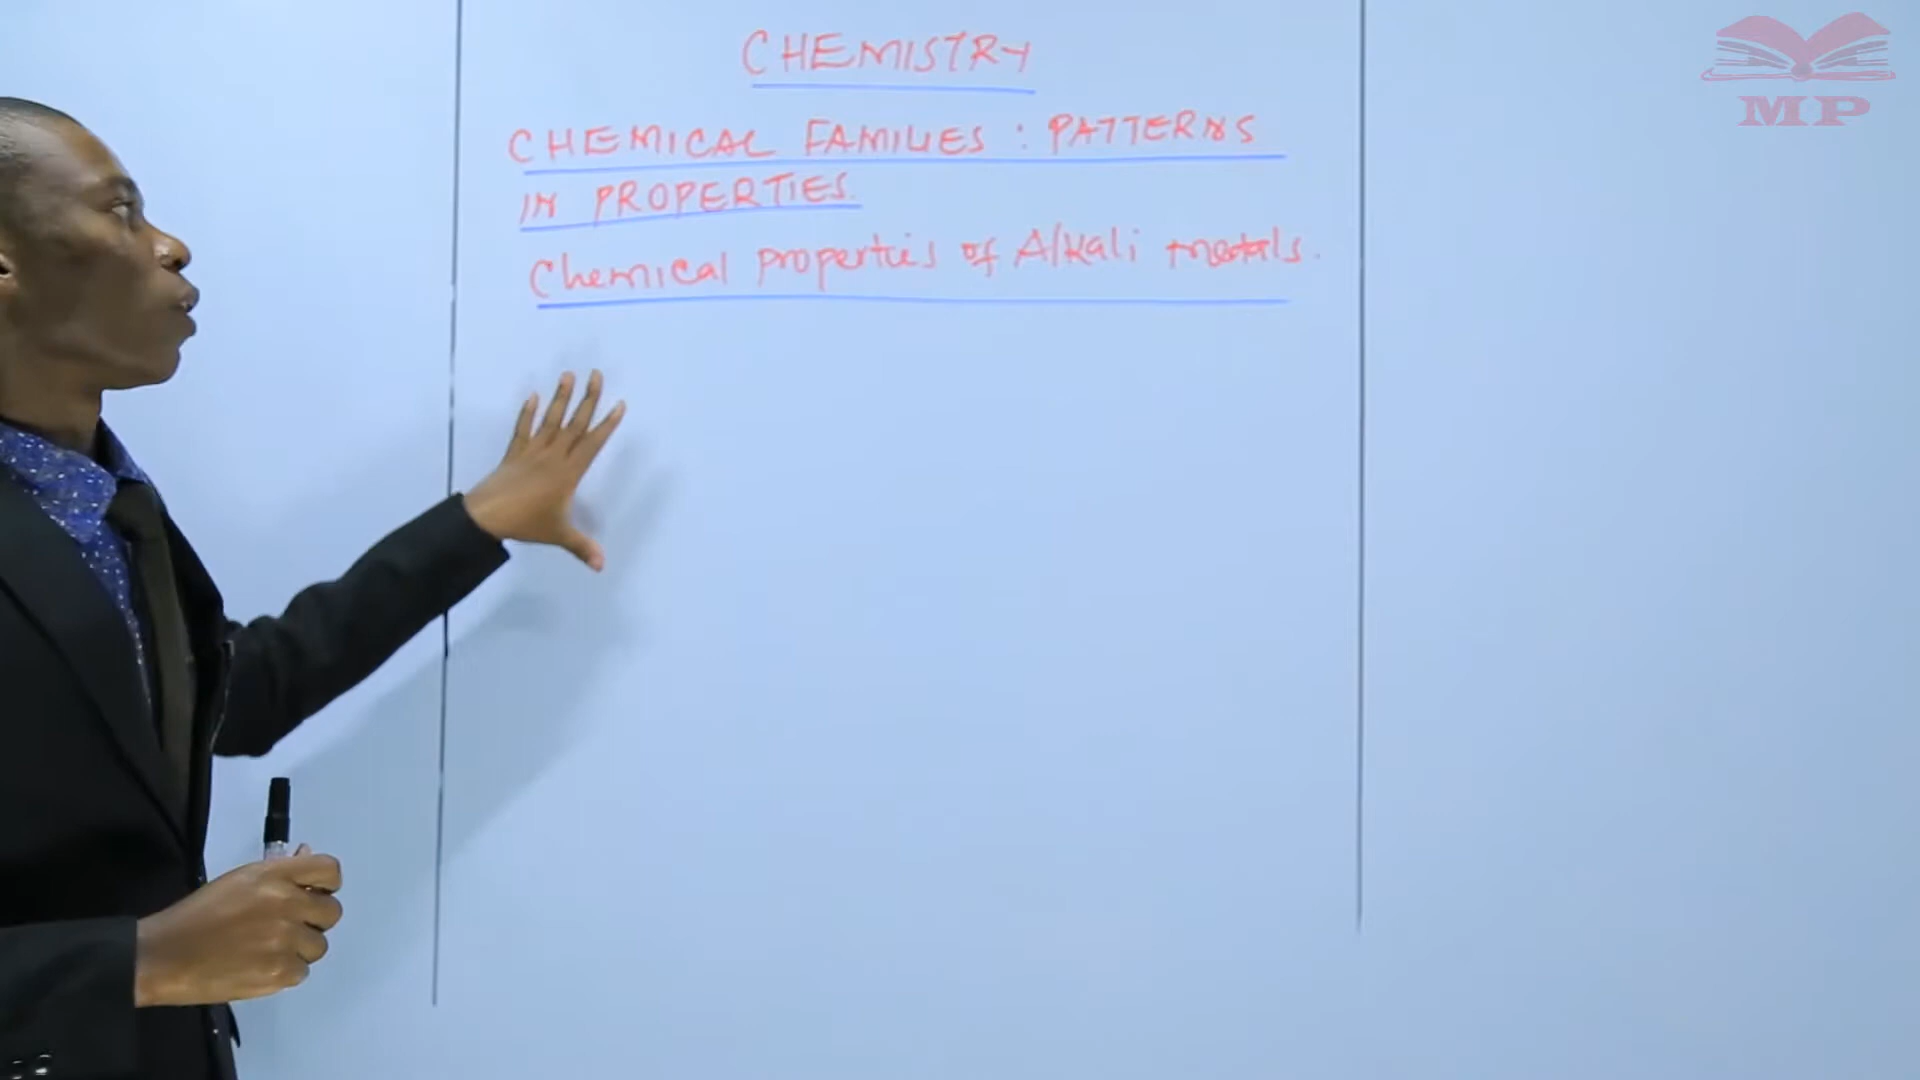 CHEMISTRY
CHEMICAL FAMILIES : PATTERNS
IN PROPERTIES.
Chemical properties of Alkali metals.
MP